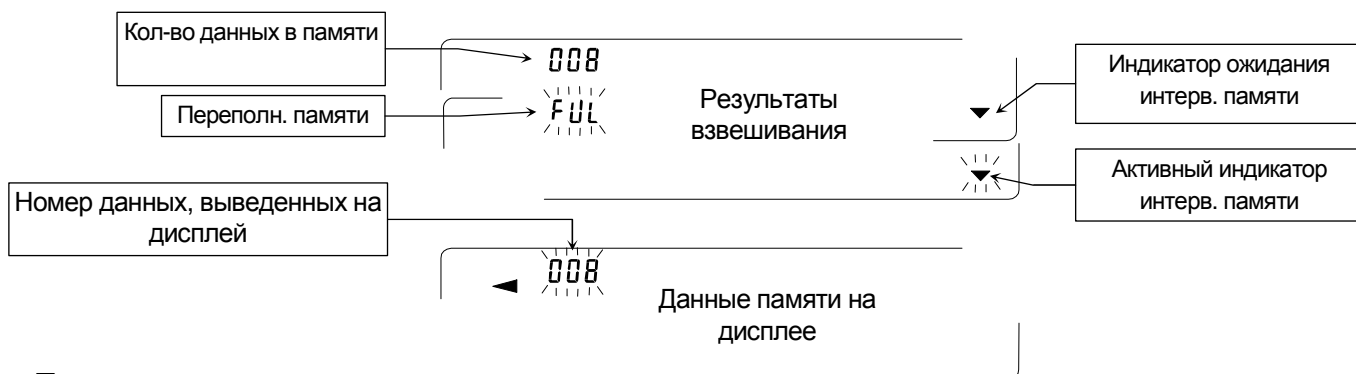 Кол-во данных в памяти
008
Переполн. памяти
FUL
Результаты
взвешивания
Индикатор ожидания
интерв. памяти
Активный индикатор
интерв. памяти
Номер данных, выведенных на
дисплей
008
Данные памяти на
дисплее